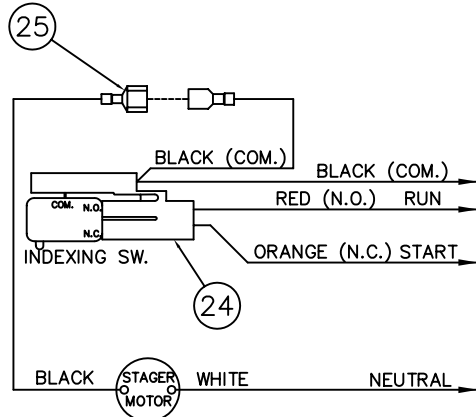 25
BLACK (COM.)
BLACK (COM.)
RED (N.O.) RUN
COM.
N.O.
N.C.
ORANGE (N.C.) START
INDEXING SW.
24
BLACK
STAGER
MOTOR
WHITE
NEUTRAL